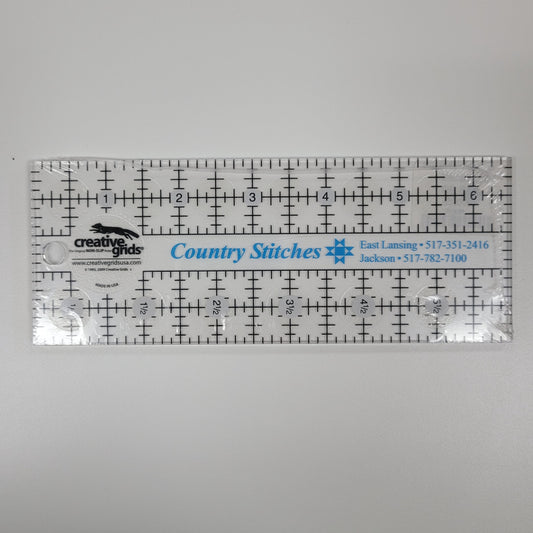 1 2 3 4 5 6
creative
grids®
www.creativegridsusa.com
MADE IN USA
Country Stitches
East Lansing • 517-351-2416
Jackson • 517-782-7100
1½ 2½ 3½ 4½ 5½